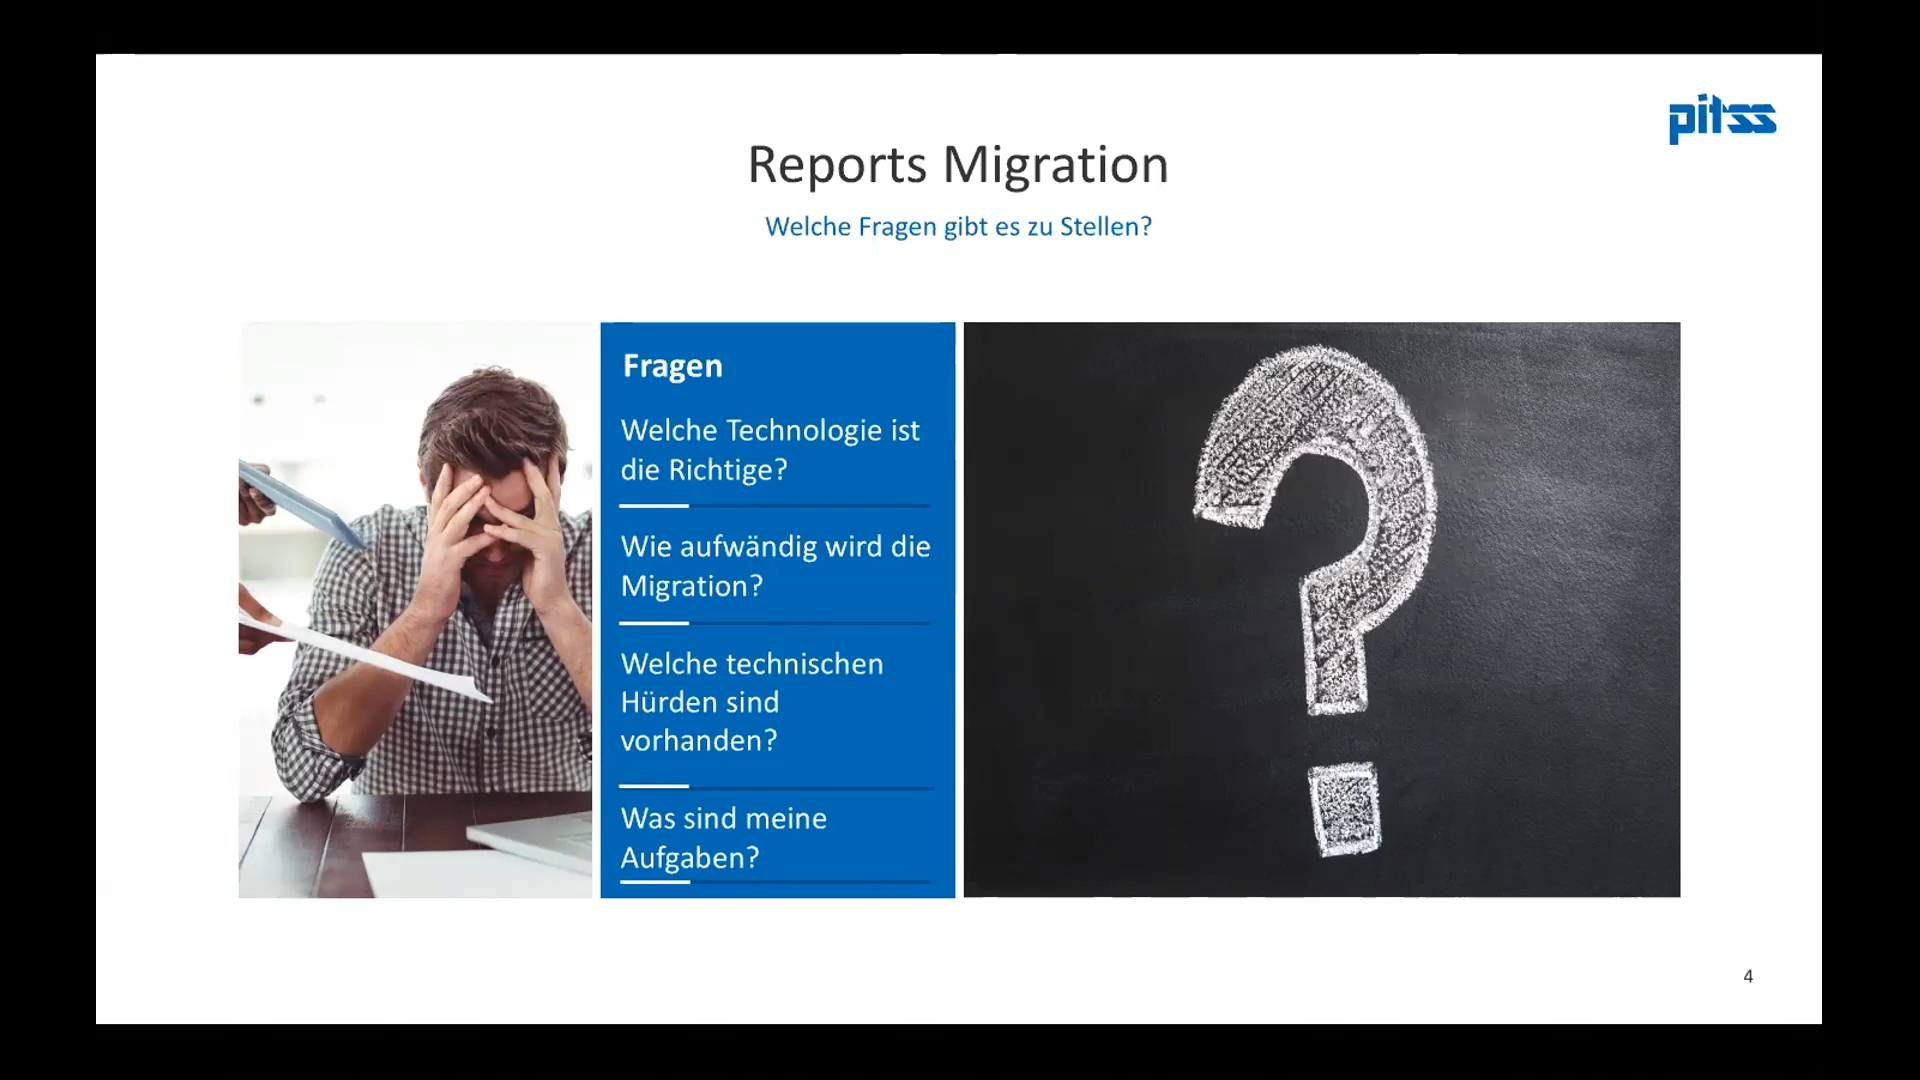 pitss
Reports Migration
Welche Fragen gibt es zu Stellen?
Fragen
Welche Technologie ist
die Richtige?
Wie aufwändig wird die
Migration?
Welche technischen
Hürden sind
vorhanden?
Was sind meine
Aufgaben?
?
4